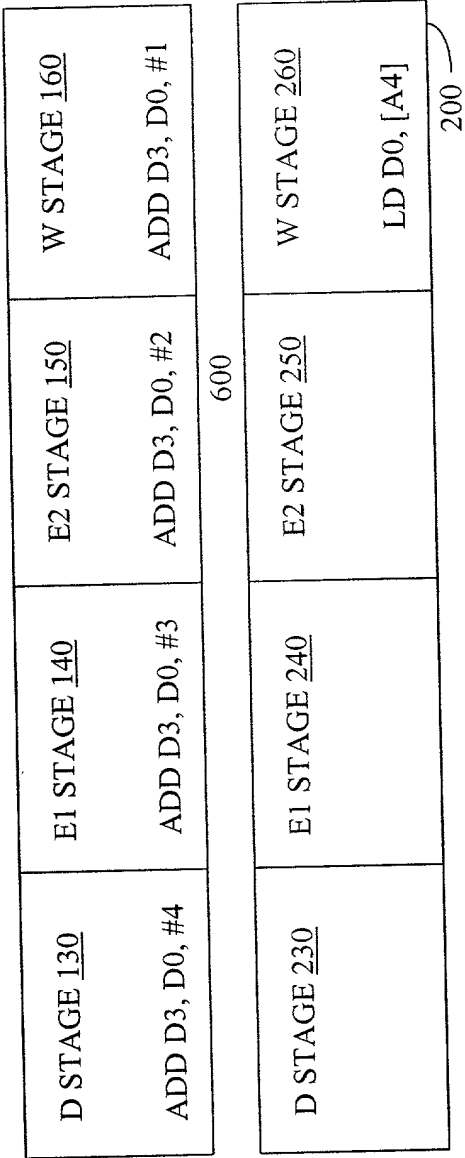 D STAGE 130
ADD D3, D0, #4
E1 STAGE 140
ADD D3, D0, #3
E2 STAGE 150
ADD D3, D0, #2
W STAGE 160
ADD D3, D0, #1
600
D STAGE 230
E1 STAGE 240
E2 STAGE 250
W STAGE 260
LD D0, [A4]
200